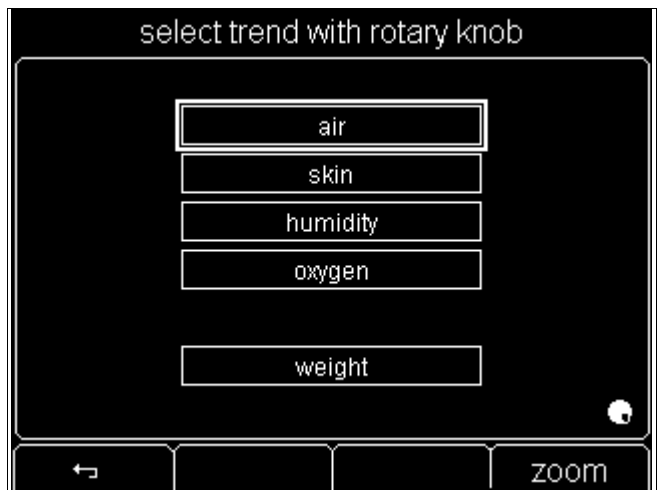 select trend with rotary knob
air
skin
humidity
oxygen
weight
zoom